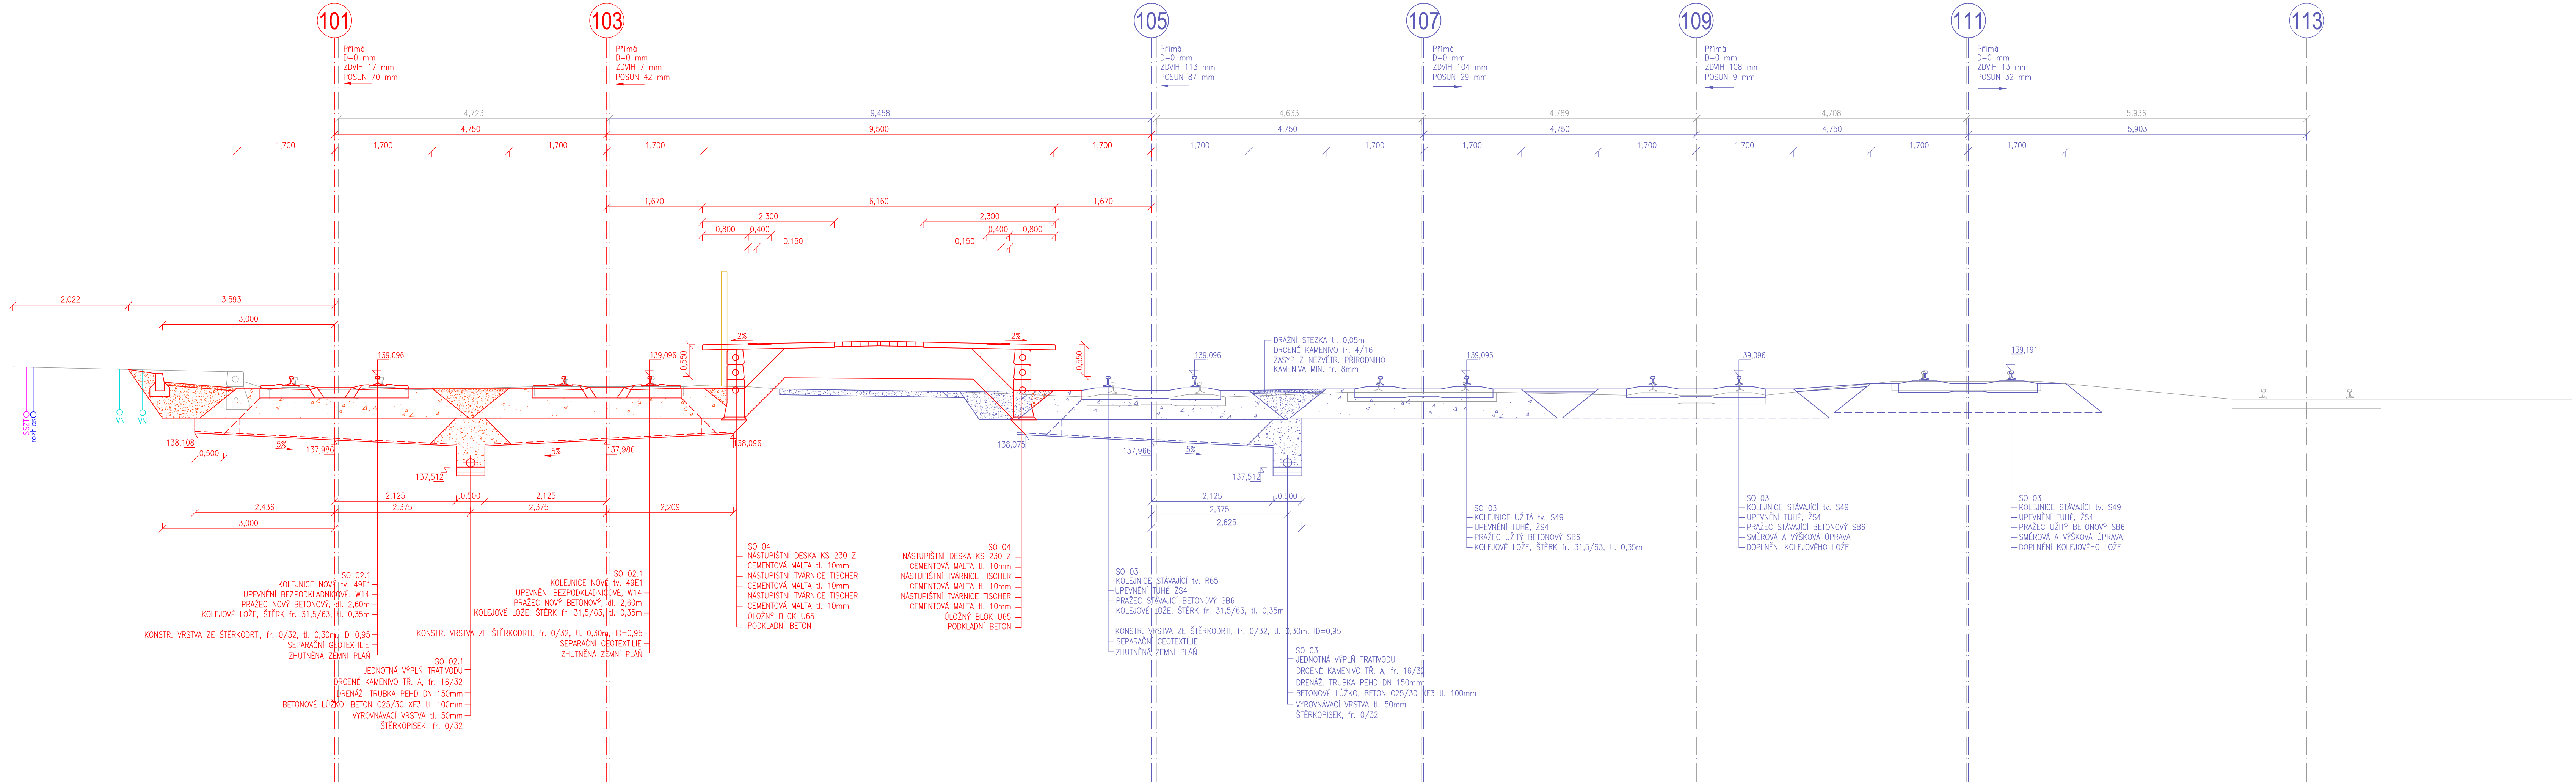 101
103
105
107
109
111
113
Přímá
D=0 mm
ZDVIH 17 mm
POSUN 70 mm
Přímá
D=0 mm
ZDVIH 7 mm
POSUN 42 mm
Přímá
D=0 mm
ZDVIH 113 mm
POSUN 87 mm
Přímá
D=0 mm
ZDVIH 104 mm
POSUN 29 mm
Přímá
D=0 mm
ZDVIH 108 mm
POSUN 9 mm
Přímá
D=0 mm
ZDVIH 13 mm
POSUN 32 mm
4,723
9,458
4,633
4,789
4,708
5,936
4,750
9,500
4,750
4,750
4,750
5,903
1,700
1,700
1,700
1,700
1,700
1,700
1,700
1,700
1,700
1,700
1,700
1,700
1,670
6,160
1,670
2,300
2,300
0,800
0,400
0,400
0,800
0,150
0,150
2,022
3,593
3,000
2%
2%
0,550
0,550
139,096
139,096
139,096
139,096
139,096
139,191
DRÁŽNÍ STEZKA tl. 0,05m
DRCENÉ KAMENIVO fr. 4/16
ZÁSYP Z NEZVĚTR. PŘÍRODNÍHO
KAMENIVA MIN. fr. 8mm
SSZT
rozhlas
VN
VN
138,108
5%
137,986
5%
137,986
138,096
138,075
137,966
5%
0,500
137,512
137,512
2,125
0,500
2,125
2,125
0,500
2,436
2,375
2,375
2,209
2,375
3,000
2,625
SO 02.1
KOLEJNICE NOVÉ tv. 49E1
UPEVNĚNÍ BEZPODKLADNICOVÉ, W14
PRAŽEC NOVÝ BETONOVÝ, dl. 2,60m
KOLEJOVÉ LOŽE, ŠTĚRK fr. 31,5/63, tl. 0,35m
KONSTR. VRSTVA ZE ŠTĚRKODRTI, fr. 0/32, tl. 0,30m, ID=0,95
SEPARAČNÍ GEOTEXTILIE
ZHUTNĚNÁ ZEMNÍ PLÁŇ
SO 02.1
JEDNOTNÁ VÝPLŇ TRATIVODU
DRCENÉ KAMENIVO TŘ. A, fr. 16/32
DRENÁŽ. TRUBKA PEHD DN 150mm
BETONOVÉ LŮŽKO, BETON C25/30 XF3 tl. 100mm
VYROVNÁVACÍ VRSTVA tl. 50mm
ŠTĚRKOPÍSEK, fr. 0/32
SO 02.1
KOLEJNICE NOVÉ tv. 49E1
UPEVNĚNÍ BEZPODKLADNICOVÉ, W14
PRAŽEC NOVÝ BETONOVÝ, dl. 2,60m
KOLEJOVÉ LOŽE, ŠTĚRK fr. 31,5/63, tl. 0,35m
KONSTR. VRSTVA ZE ŠTĚRKODRTI, fr. 0/32, tl. 0,30m, ID=0,95
SEPARAČNÍ GEOTEXTILIE
ZHUTNĚNÁ ZEMNÍ PLÁŇ
SO 04
NÁSTUPIŠTNÍ DESKA KS 230 Z
CEMENTOVÁ MALTA tl. 10mm
NÁSTUPIŠTNÍ TVÁRNICE TISCHER
CEMENTOVÁ MALTA tl. 10mm
NÁSTUPIŠTNÍ TVÁRNICE TISCHER
CEMENTOVÁ MALTA tl. 10mm
ÚLOŽNÝ BLOK U65
PODKLADNÍ BETON
SO 04
NÁSTUPIŠTNÍ DESKA KS 230 Z
CEMENTOVÁ MALTA tl. 10mm
NÁSTUPIŠTNÍ TVÁRNICE TISCHER
CEMENTOVÁ MALTA tl. 10mm
NÁSTUPIŠTNÍ TVÁRNICE TISCHER
CEMENTOVÁ MALTA tl. 10mm
ÚLOŽNÝ BLOK U65
PODKLADNÍ BETON
SO 03
KOLEJNICE STÁVAJÍCÍ tv. R65
UPEVNĚNÍ TUHÉ ŽS4
PRAŽEC STÁVAJÍCÍ BETONOVÝ SB6
KOLEJOVÉ LOŽE, ŠTĚRK fr. 31,5/63, tl. 0,35m
KONSTR. VRSTVA ZE ŠTĚRKODRTI, fr. 0/32, tl. 0,30m, ID=0,95
SEPARAČNÍ GEOTEXTILIE
ZHUTNĚNÁ ZEMNÍ PLÁŇ
SO 03
JEDNOTNÁ VÝPLŇ TRATIVODU
DRCENÉ KAMENIVO TŘ. A, fr. 16/32
DRENÁŽ. TRUBKA PEHD DN 150mm
BETONOVÉ LŮŽKO, BETON C25/30 XF3 tl. 100mm
VYROVNÁVACÍ VRSTVA tl. 50mm
ŠTĚRKOPÍSEK, fr. 0/32
SO 03
KOLEJNICE UŽITÁ tv. S49
UPEVNĚNÍ TUHÉ, ŽS4
PRAŽEC UŽITÝ BETONOVÝ SB6
KOLEJOVÉ LOŽE, ŠTĚRK fr. 31,5/63, tl. 0,35m
SO 03
KOLEJNICE STÁVAJÍCÍ tv. S49
UPEVNĚNÍ TUHÉ, ŽS4
PRAŽEC STÁVAJÍCÍ BETONOVÝ SB6
SMĚROVÁ A VÝŠKOVÁ ÚPRAVA
DOPLNĚNÍ KOLEJOVÉHO LOŽE
SO 03
KOLEJNICE STÁVAJÍCÍ tv. S49
UPEVNĚNÍ TUHÉ, ŽS4
PRAŽEC UŽITÝ BETONOVÝ SB6
SMĚROVÁ A VÝŠKOVÁ ÚPRAVA
DOPLNĚNÍ KOLEJOVÉHO LOŽE